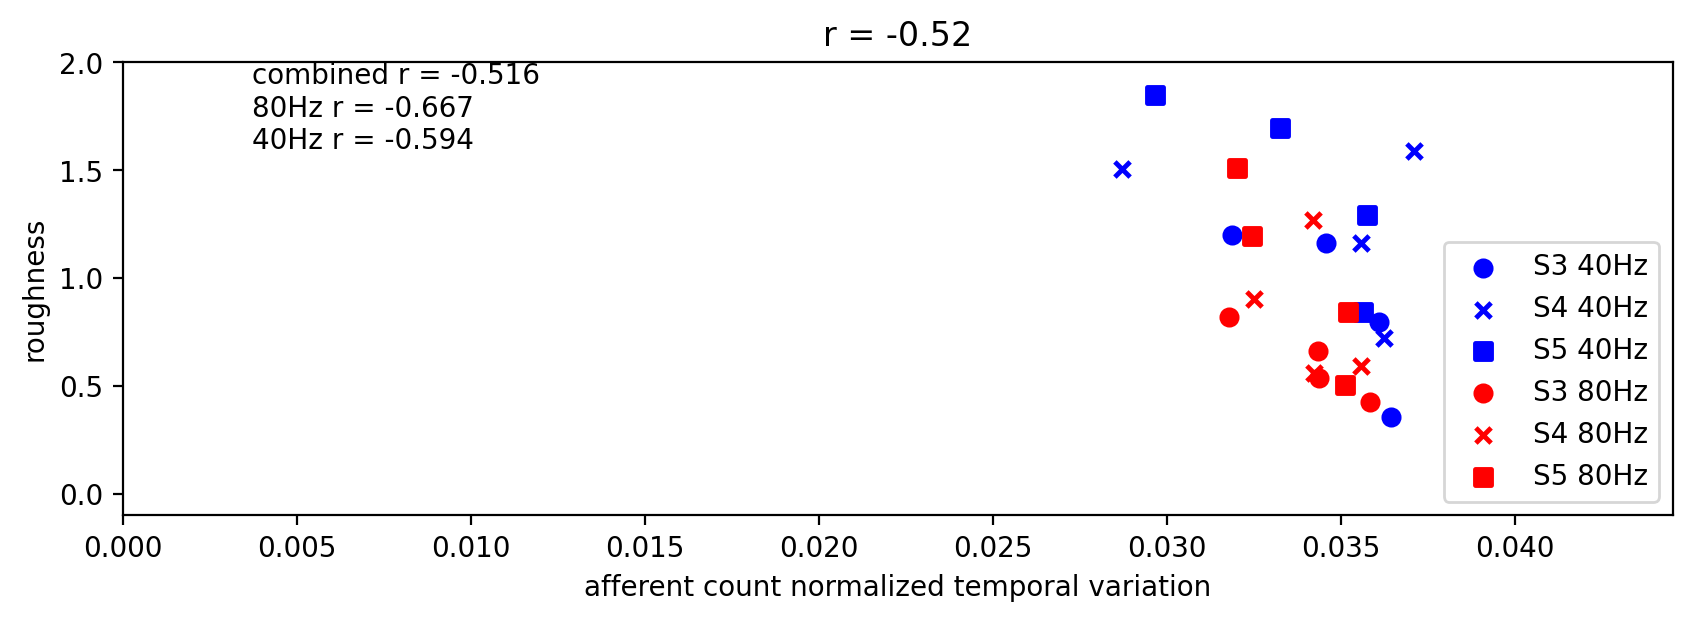 r = -0.52
combined r = -0.516
80Hz r = -0.667
40Hz r = -0.594
2.0
1.5
1.0
0.5
0.0
roughness
S3 40Hz
S4 40Hz
S5 40Hz
S3 80Hz
S4 80Hz
S5 80Hz
0.000 0.005 0.010 0.015 0.020 0.025 0.030 0.035 0.040
afferent count normalized temporal variation